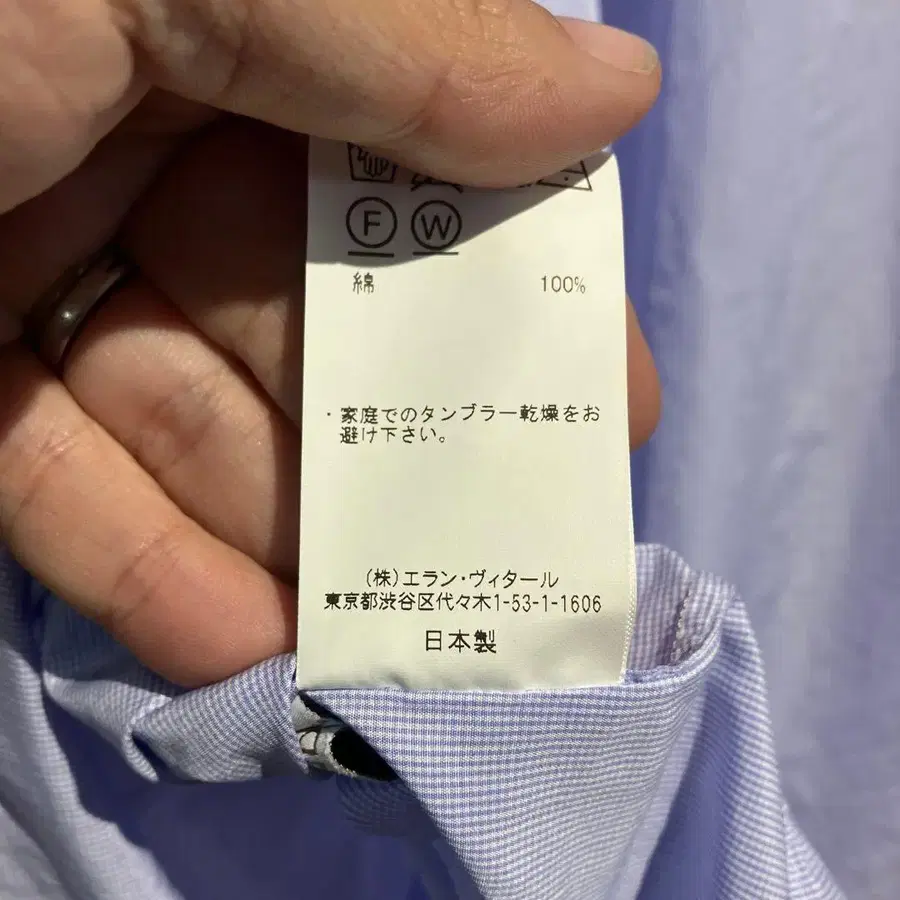 F W
綿 100%
・家庭でのタンブラー乾燥をお
避け下さい。
(株)エラン・ヴィタール
東京都渋谷区代々木1-53-1-1606
日本製